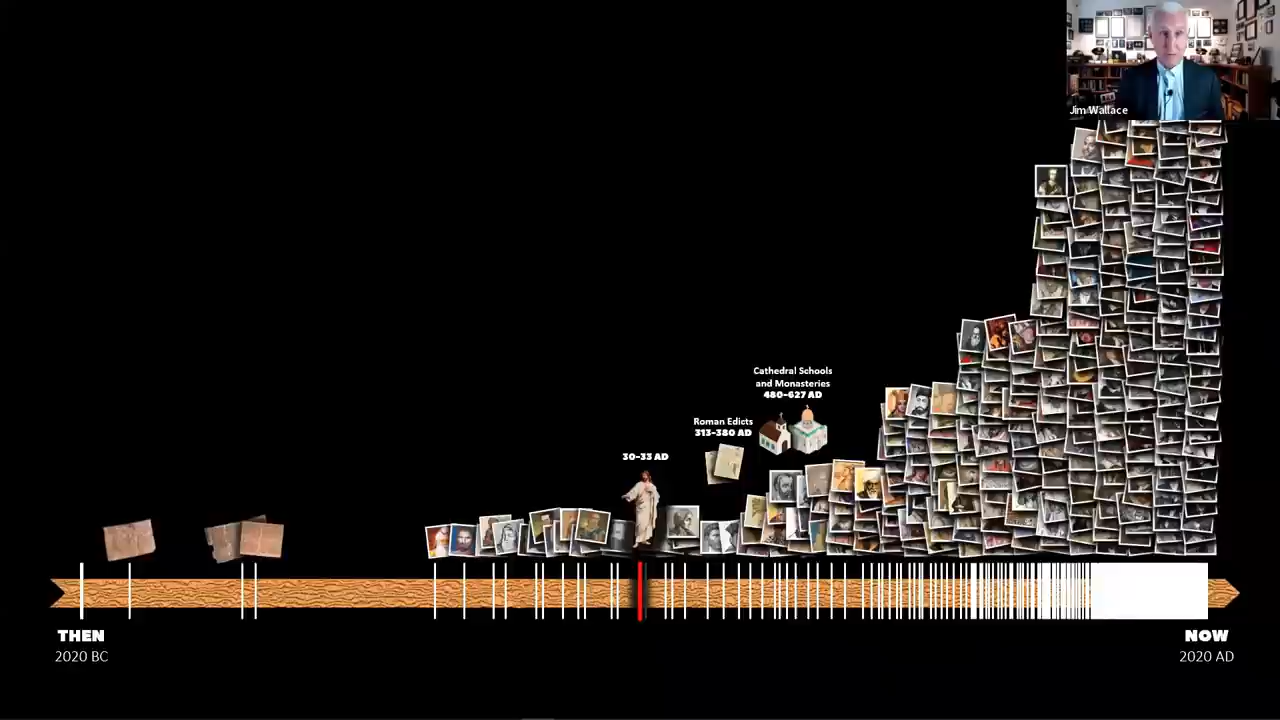 Jim Wallace
Cathedral Schools
and Monasteries
480-627 AD
Roman Edicts
313-380 AD
30-33 AD
THEN
2020 BC
NOW
2020 AD